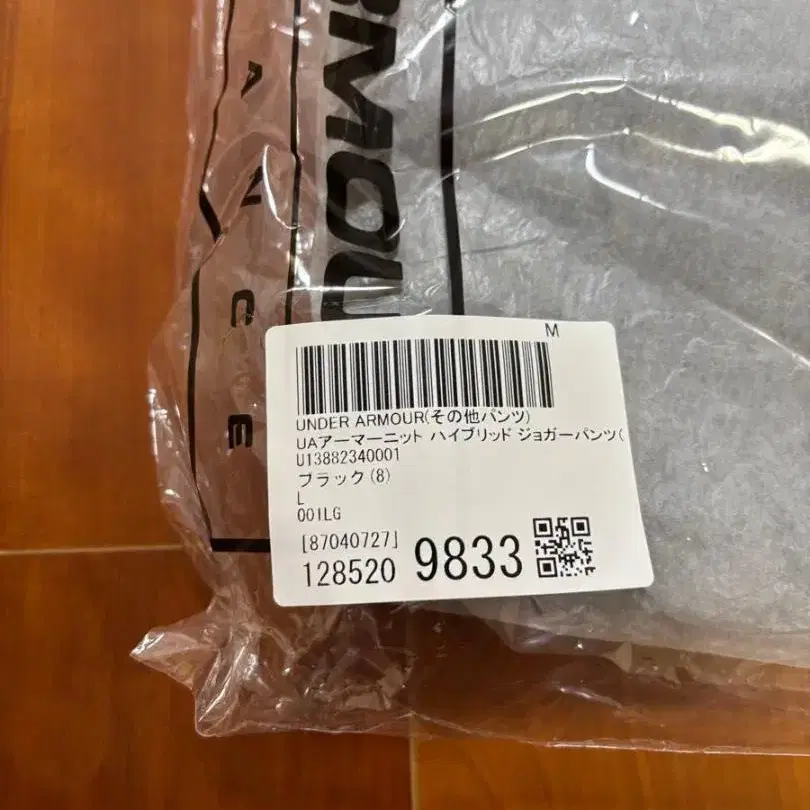 ANCE
RMOU
M
UNDER ARMOUR(その他パンツ)
UAアーマーニット ハイブリッド ジョガーパンツ(
U13882340001
ブラック(8)
L
001LG
[87040727]
128520 9833